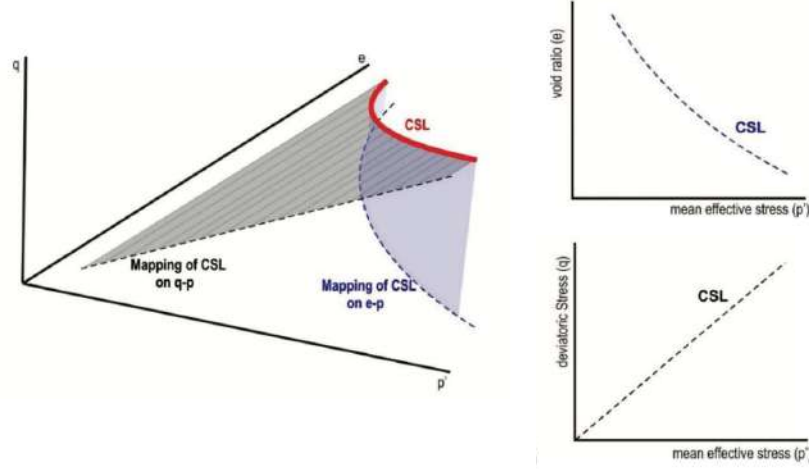 q
e
CSL
Mapping of CSL
on q-p
Mapping of CSL
on e-p
p'
void ratio (e)
CSL
mean effective stress (p')
deviatoric Stress (q)
CSL
mean effective stress (p'